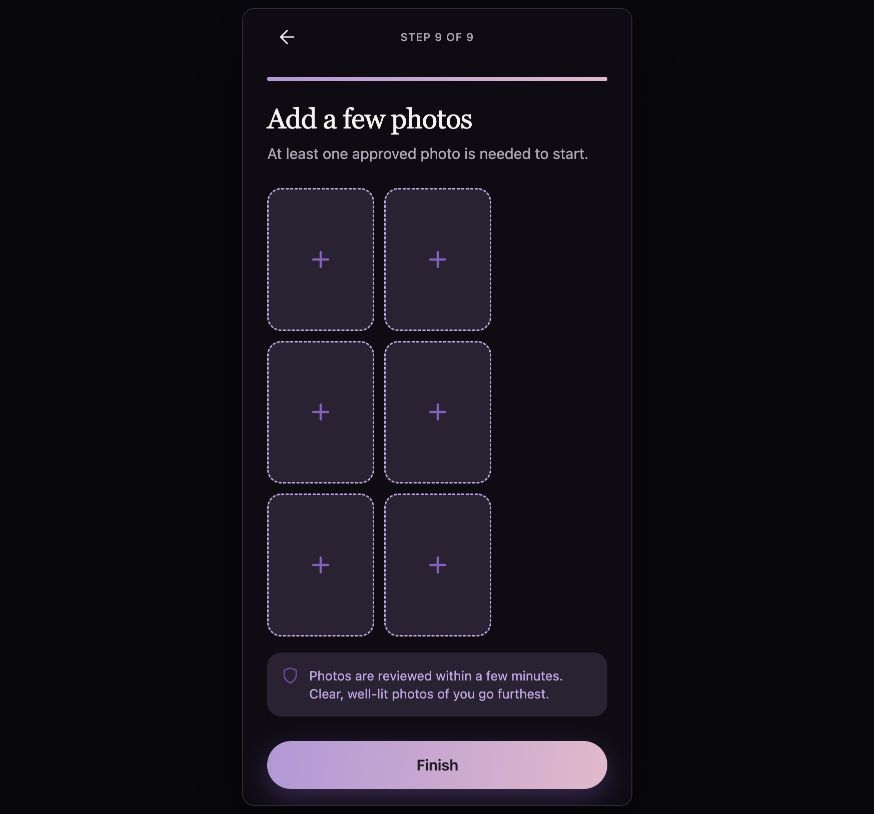 STEP 9 OF 9
Add a few photos
At least one approved photo is needed to start.
Photos are reviewed within a few minutes.
Clear, well-lit photos of you go furthest.
Finish